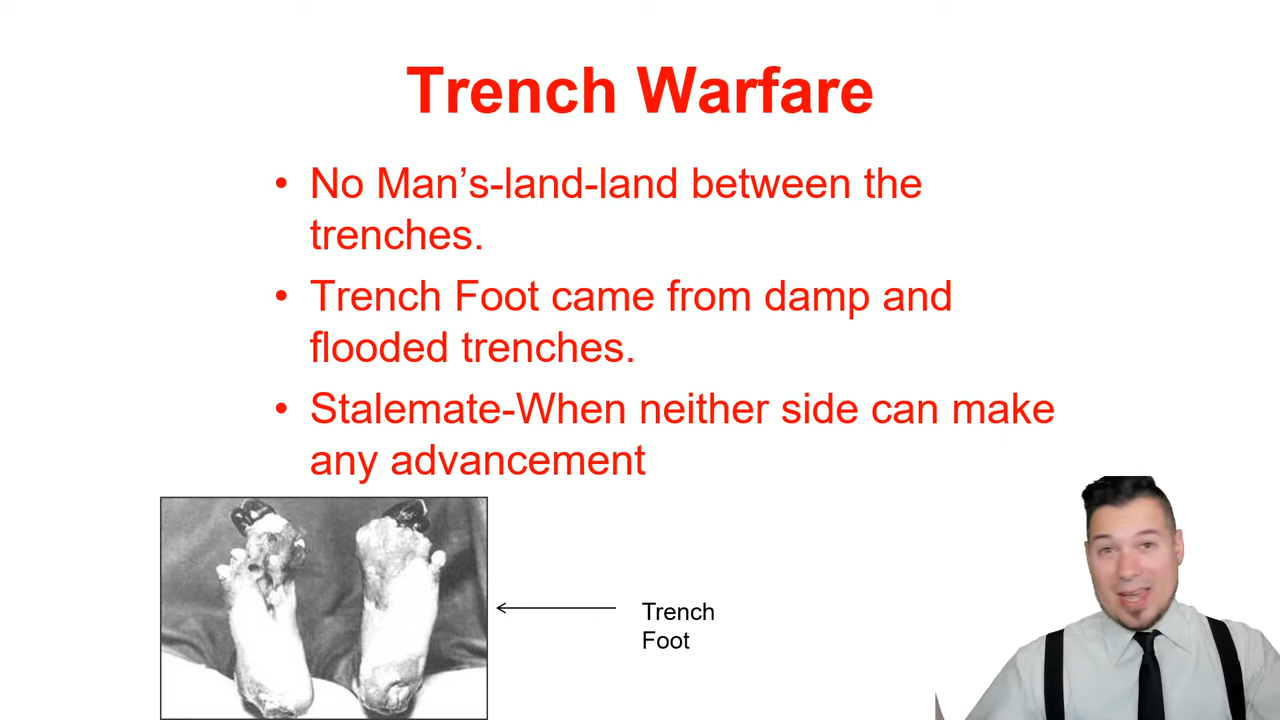 Trench Warfare
• No Man’s-land-land between the
trenches.
• Trench Foot came from damp and
flooded trenches.
• Stalemate-When neither side can make
any advancement
Trench
Foot